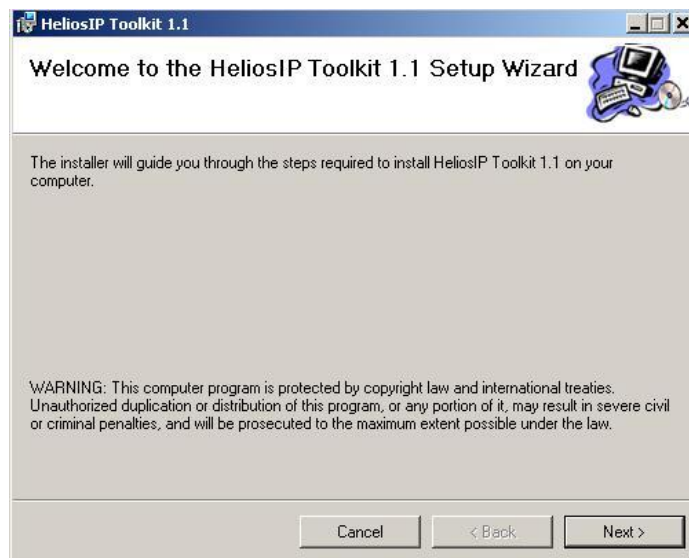 HeliosIP Toolkit 1.1
Welcome to the HeliosIP Toolkit 1.1 Setup Wizard
The installer will guide you through the steps required to install HeliosIP Toolkit 1.1 on your
computer.
WARNING: This computer program is protected by copyright law and international treaties.
Unauthorized duplication or distribution of this program, or any portion of it, may result in severe civil
or criminal penalties, and will be prosecuted to the maximum extent possible under the law.
Cancel
< Back
Next >